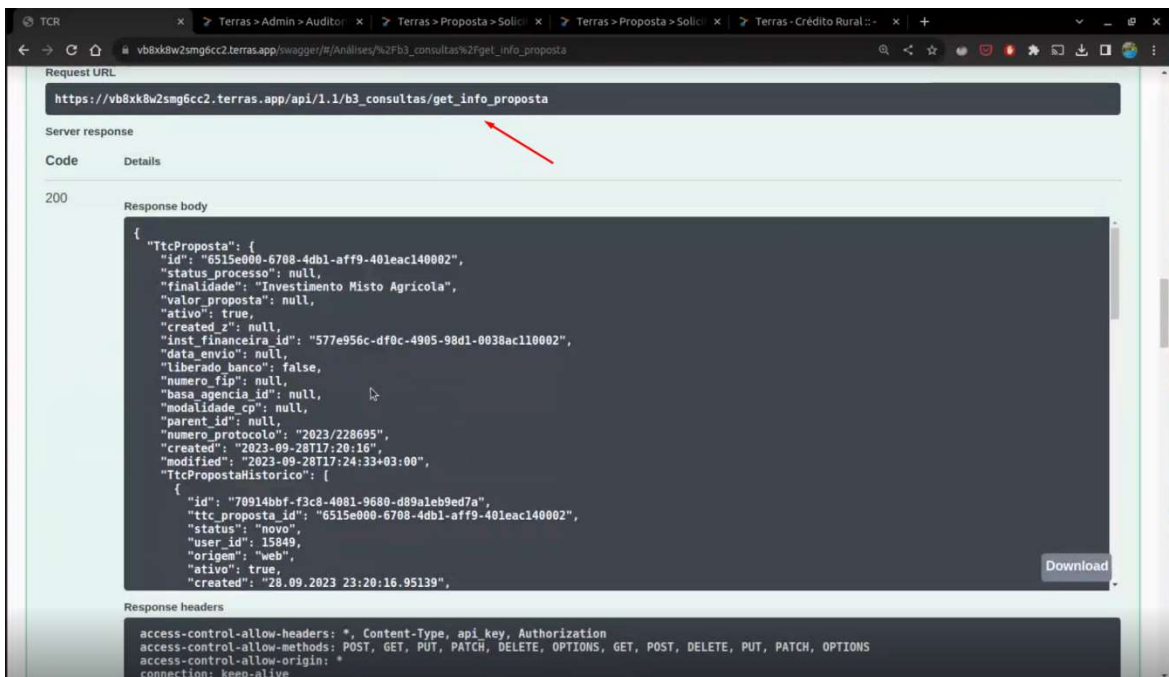 TCR
Terras > Admin > Auditor
Terras > Proposta > Solici
Terras > Proposta > Solici
Terras - Crédito Rural :: -
vb8xk8w2smg6cc2.terras.app/swagger/#/Análises/%2Fb3_consultas%2Fget_info_proposta
Request URL
https://vb8xk8w2smg6cc2.terras.app/api/1.1/b3_consultas/get_info_proposta
Server response
Code Details
200
Response body
{
"TtcProposta": {
"id": "6515e000-6708-4db1-aff9-401eac140002",
"status_processo": null,
"finalidade": "Investimento Misto Agrícola",
"valor_proposta": null,
"ativo": true,
"created_z": null,
"inst_financeira_id": "577e956c-df0c-4905-98d1-0038ac110002",
"data_envio": null,
"liberado_banco": false,
"numero_fip": null,
"basa_agencia_id": null,
"modalidade_cp": null,
"parent_id": null,
"numero_protocolo": "2023/228695",
"created": "2023-09-28T17:20:16",
"modified": "2023-09-28T17:24:33+03:00",
"TtcPropostaHistorico": [
{
"id": "70914bbf-f3c8-4081-9680-d89a1eb9ed7a",
"ttc_proposta_id": "6515e000-6708-4db1-aff9-401eac140002",
"status": "novo",
"user_id": 15849,
"origem": "web",
"ativo": true,
"created": "28.09.2023 23:20:16.95139",
Download
Response headers
access-control-allow-headers: *, Content-Type, api_key, Authorization
access-control-allow-methods: POST, GET, PUT, PATCH, DELETE, OPTIONS, GET, POST, DELETE, PUT, PATCH, OPTIONS
access-control-allow-origin: *
connection: keep-alive